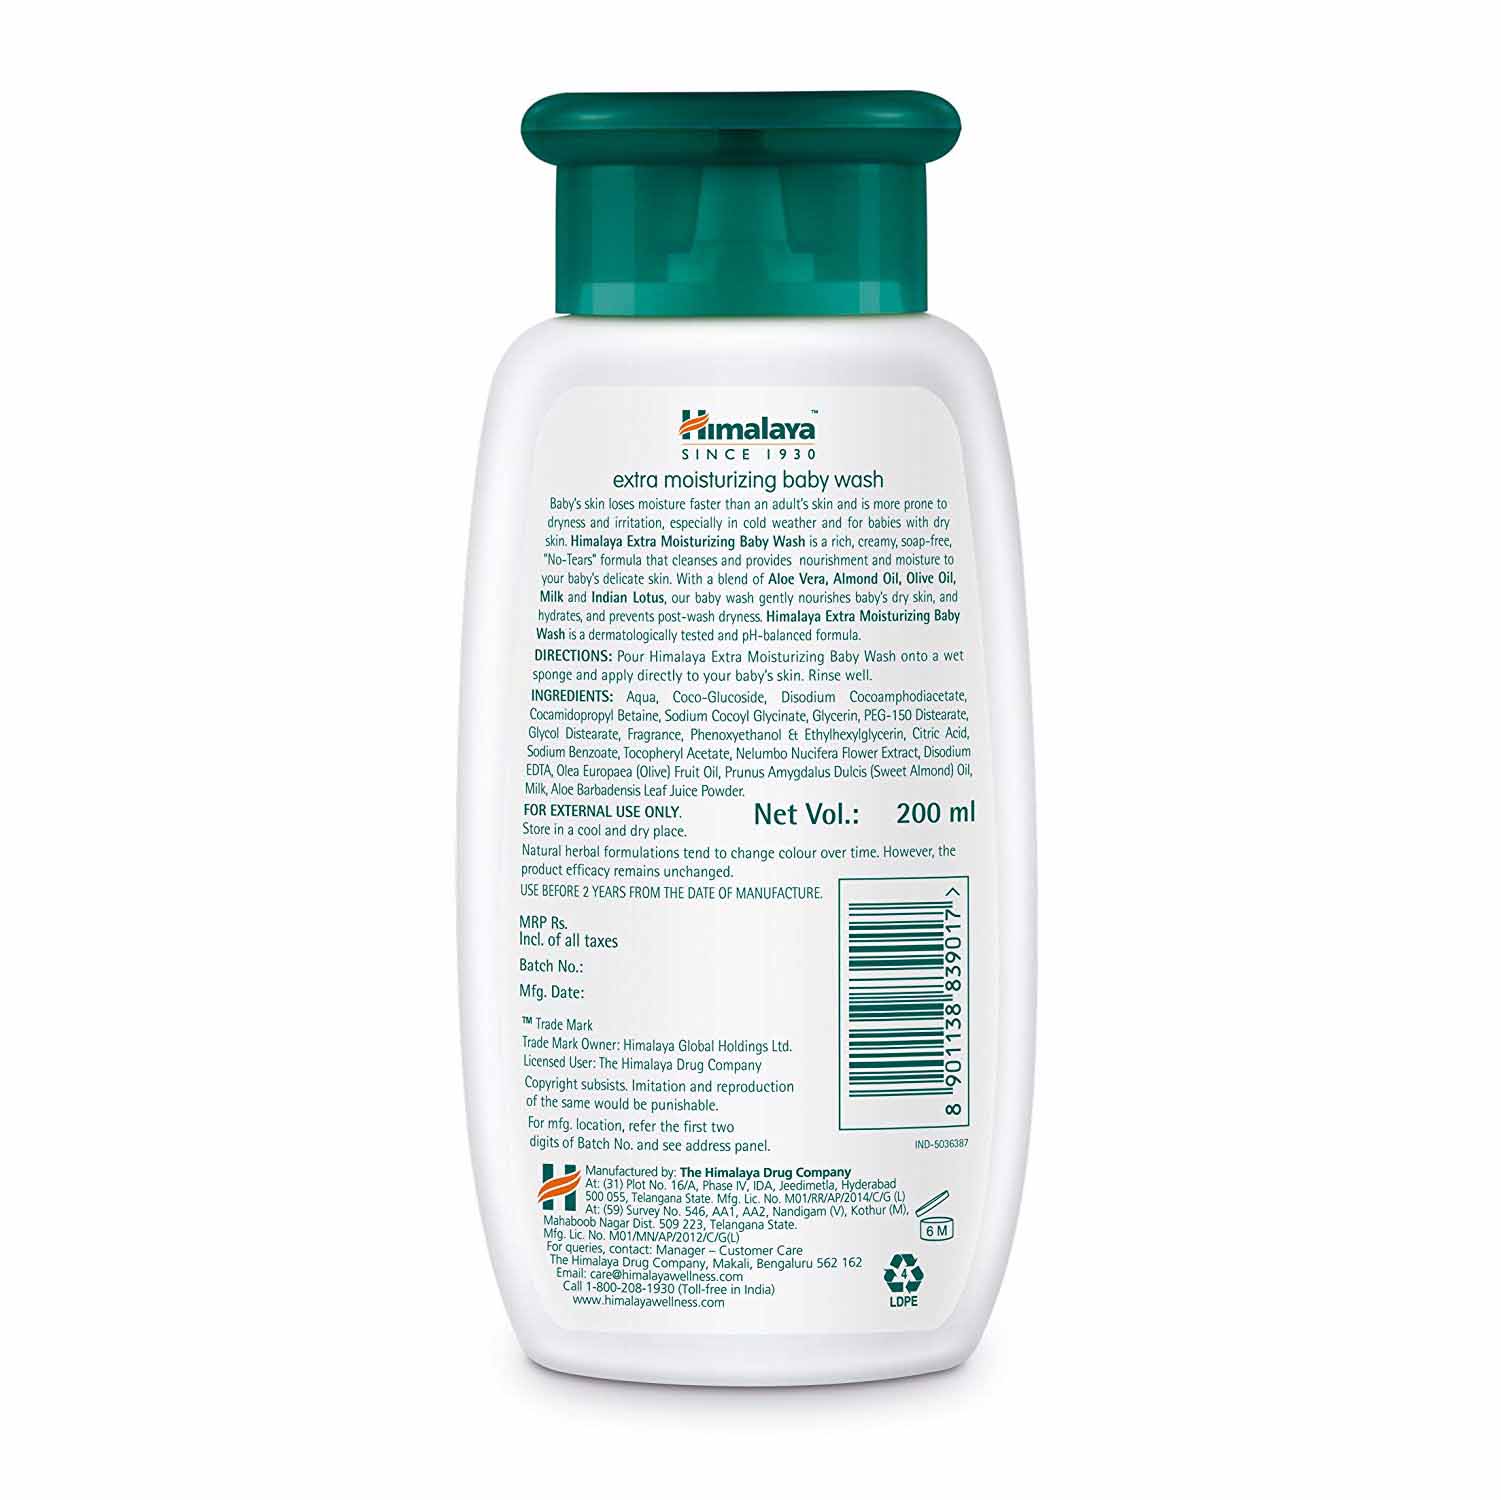 Himalaya™
SINCE 1930
extra moisturizing baby wash
Baby's skin loses moisture faster than an adult's skin and is more prone to
dryness and irritation, especially in cold weather and for babies with dry
skin. Himalaya Extra Moisturizing Baby Wash is a rich, creamy, soap-free,
"No-Tears" formula that cleanses and provides nourishment and moisture to
your baby's delicate skin. With a blend of Aloe Vera, Almond Oil, Olive Oil,
Milk and Indian Lotus, our baby wash gently nourishes baby's dry skin, and
hydrates, and prevents post-wash dryness. Himalaya Extra Moisturizing Baby
Wash is a dermatologically tested and pH-balanced formula.
DIRECTIONS: Pour Himalaya Extra Moisturizing Baby Wash onto a wet
sponge and apply directly to your baby's skin. Rinse well.
INGREDIENTS: Aqua, Coco-Glucoside, Disodium Cocoamphodiacetate,
Cocamidopropyl Betaine, Sodium Cocoyl Glycinate, Glycerin, PEG-150 Distearate,
Glycol Distearate, Fragrance, Phenoxyethanol & Ethylhexylglycerin, Citric Acid,
Sodium Benzoate, Tocopheryl Acetate, Nelumbo Nucifera Flower Extract, Disodium
EDTA, Olea Europaea (Olive) Fruit Oil, Prunus Amygdalus Dulcis (Sweet Almond) Oil,
Milk, Aloe Barbadensis Leaf Juice Powder.
FOR EXTERNAL USE ONLY.
Store in a cool and dry place.
Net Vol.: 200 ml
Natural herbal formulations tend to change colour over time. However, the
product efficacy remains unchanged.
USE BEFORE 2 YEARS FROM THE DATE OF MANUFACTURE.
MRP Rs.
Incl. of all taxes
Batch No.:
Mfg. Date:
™ Trade Mark
Trade Mark Owner: Himalaya Global Holdings Ltd.
Licensed User: The Himalaya Drug Company
Copyright subsists. Imitation and reproduction
of the same would be punishable.
For mfg. location, refer the first two
digits of Batch No. and see address panel.
8 901138 839017 >
IND-5036387
Manufactured by: The Himalaya Drug Company
At: (31) Plot No. 16/A, Phase IV, IDA, Jeedimetla, Hyderabad
500 055, Telangana State. Mfg. Lic. No. M01/RR/AP/2014/C/G (L)
At: (59) Survey No. 546, AA1, AA2, Nandigam (V), Kothur (M),
Mahaboob Nagar Dist. 509 223, Telangana State.
Mfg. Lic. No. M01/MN/AP/2012/C/G(L)
For queries, contact: Manager – Customer Care
The Himalaya Drug Company, Makali, Bengaluru 562 162
Email: care@himalayawellness.com
Call 1-800-208-1930 (Toll-free in India)
www.himalayawellness.com
6 M
4
LDPE